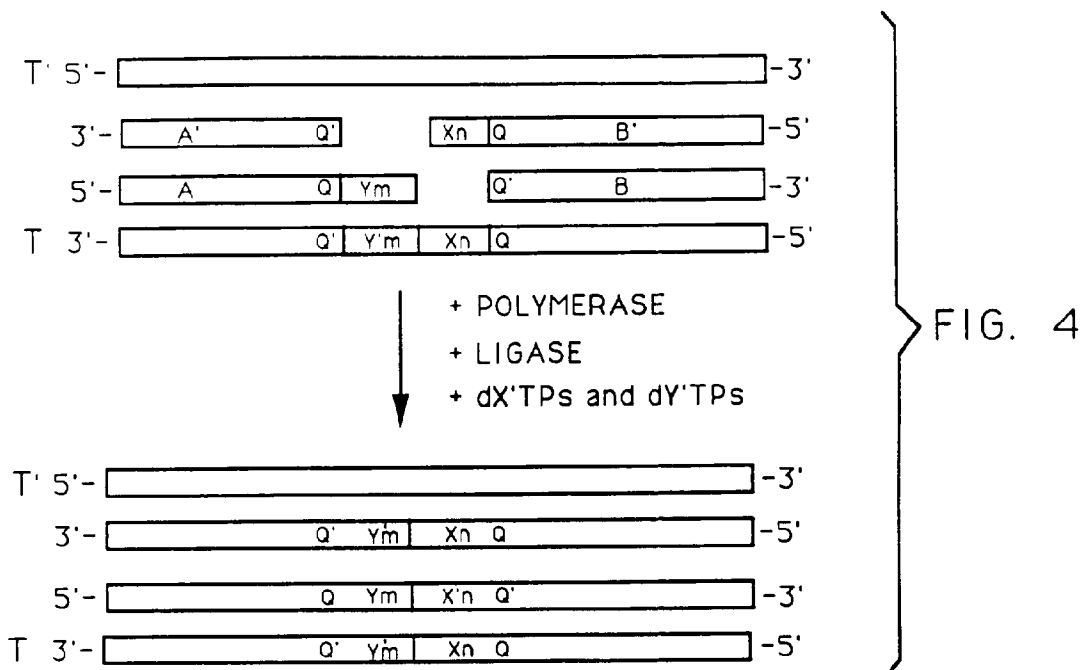 T' 5'- -3'
3'- A' Q' Xn Q B' -5'
5'- A Q Ym Q' B -3'
T 3'- Q' Y'm Xn Q -5'
+ POLYMERASE
+ LIGASE
+ dX'TPs and dY'TPs
FIG. 4
T' 5'- -3'
3'- Q' Y'm Xn Q -5'
5'- Q Ym X'n Q' -3'
T 3'- Q' Y'm Xn Q -5'